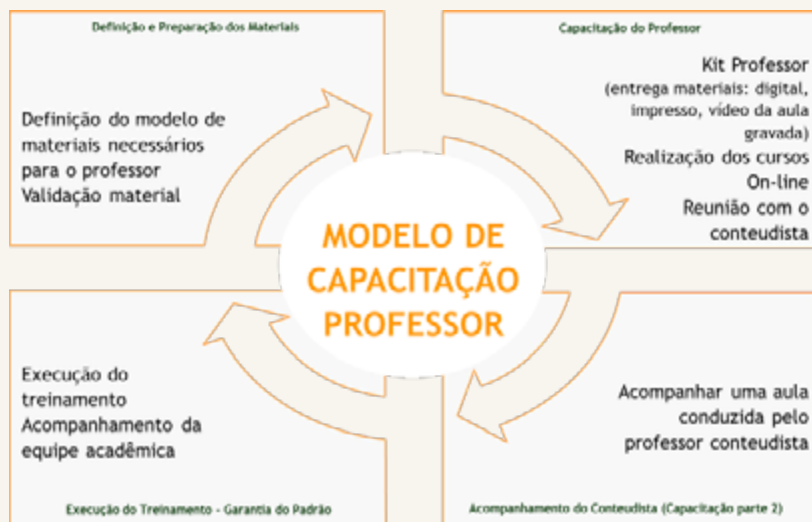 Definição e Preparação dos Materiais
Definição do modelo de
materiais necessários
para o professor
Validação material
Capacitação do Professor
Kit Professor
(entrega materiais: digital,
impresso, vídeo da aula
gravada)
Realização dos cursos
On-line
Reunião com o
conteudista
MODELO DE
CAPACITAÇÃO
PROFESSOR
Execução do
treinamento
Acompanhamento da
equipe acadêmica
Execução do Treinamento - Garantia do Padrão
Acompanhar uma aula
conduzida pelo
professor conteudista
Acompanhamento do Conteudista (Capacitação parte 2)